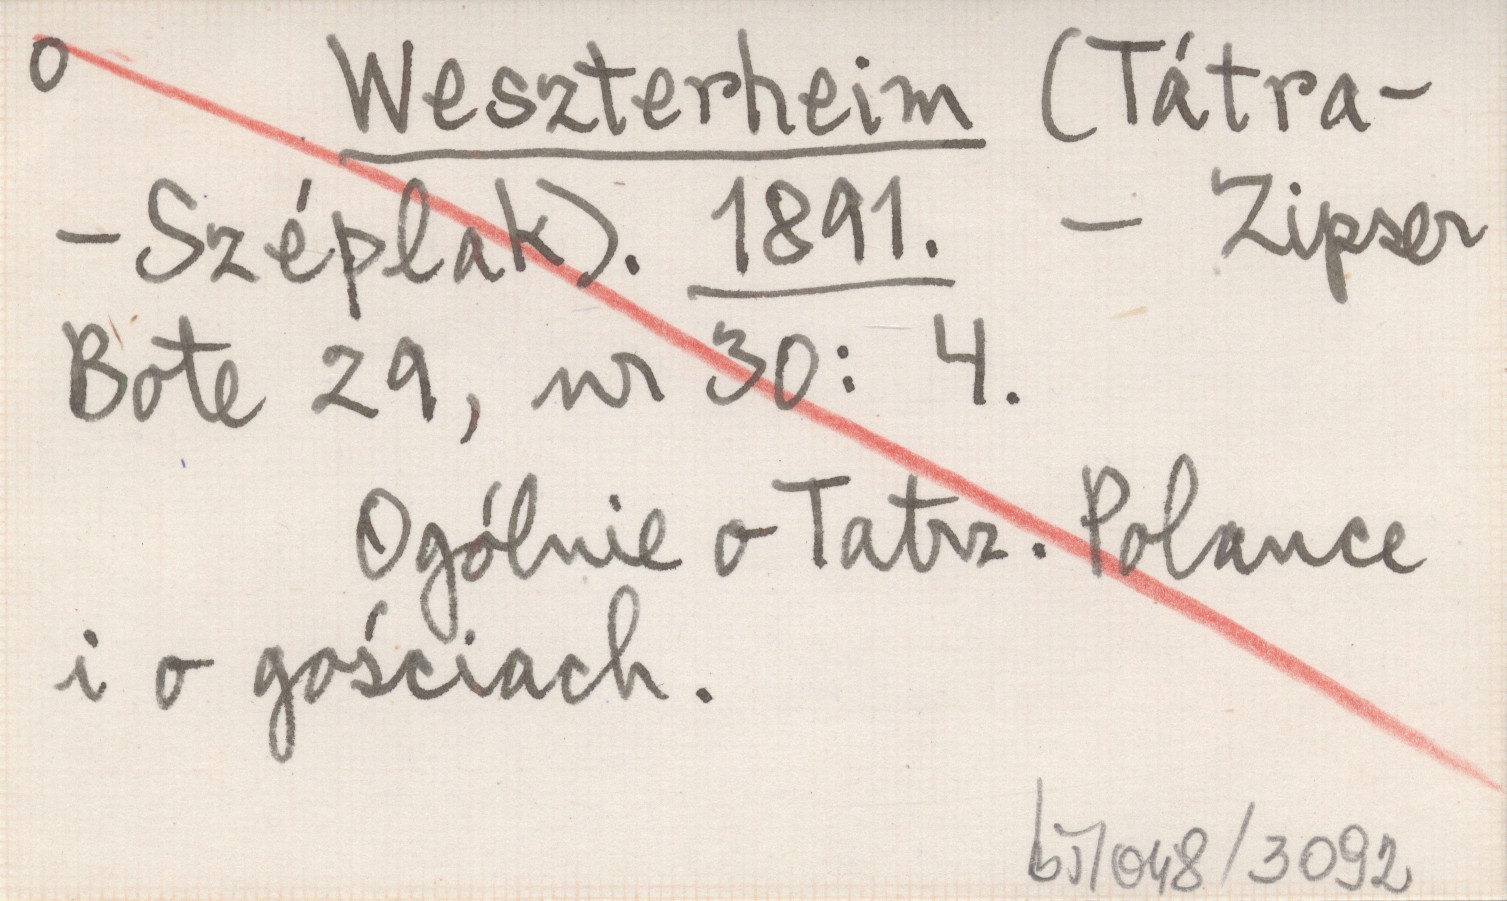 o Weszterheim (Tátra-
-Széplak). 1891. - Zipser
Bote 29, nr 30: 4.
Ogólnie o Tatrz. Polance
i o gościach.
bj/048/3092